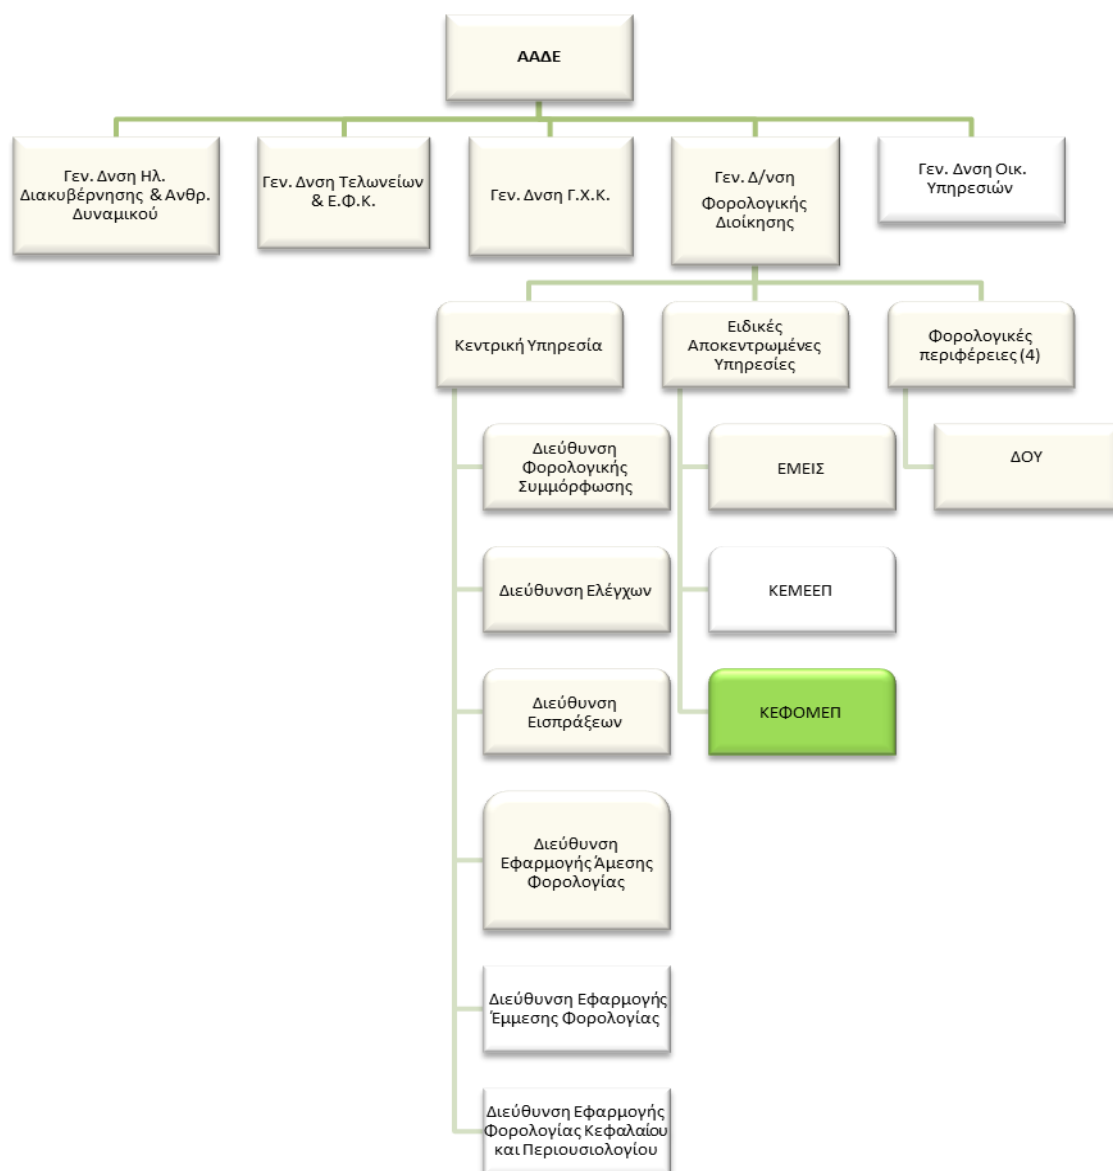 ΑΑΔΕ
Γεν. Δνση Ηλ.
Διακυβέρνησης & Ανθρ.
Δυναμικού
Γεν. Δνση Τελωνείων
& Ε.Φ.Κ.
Γεν. Δνση Γ.Χ.Κ.
Γεν. Δ/νση
Φορολογικής
Διοίκησης
Γεν. Δνση Οικ.
Υπηρεσιών
Κεντρική Υπηρεσία
Ειδικές
Αποκεντρωμένες
Υπηρεσίες
Φορολογικές
περιφέρειες (4)
Διεύθυνση
Φορολογικής
Συμμόρφωσης
ΕΜΕΙΣ
ΔΟΥ
Διεύθυνση Ελέγχων
ΚΕΜΕΕΠ
Διεύθυνση
Εισπράξεων
ΚΕΦΟΜΕΠ
Διεύθυνση
Εφαρμογής Άμεσης
Φορολογίας
Διεύθυνση Εφαρμογής
Έμμεσης Φορολογίας
Διεύθυνση Εφαρμογής
Φορολογίας Κεφαλαίου
και Περιουσιολογίου